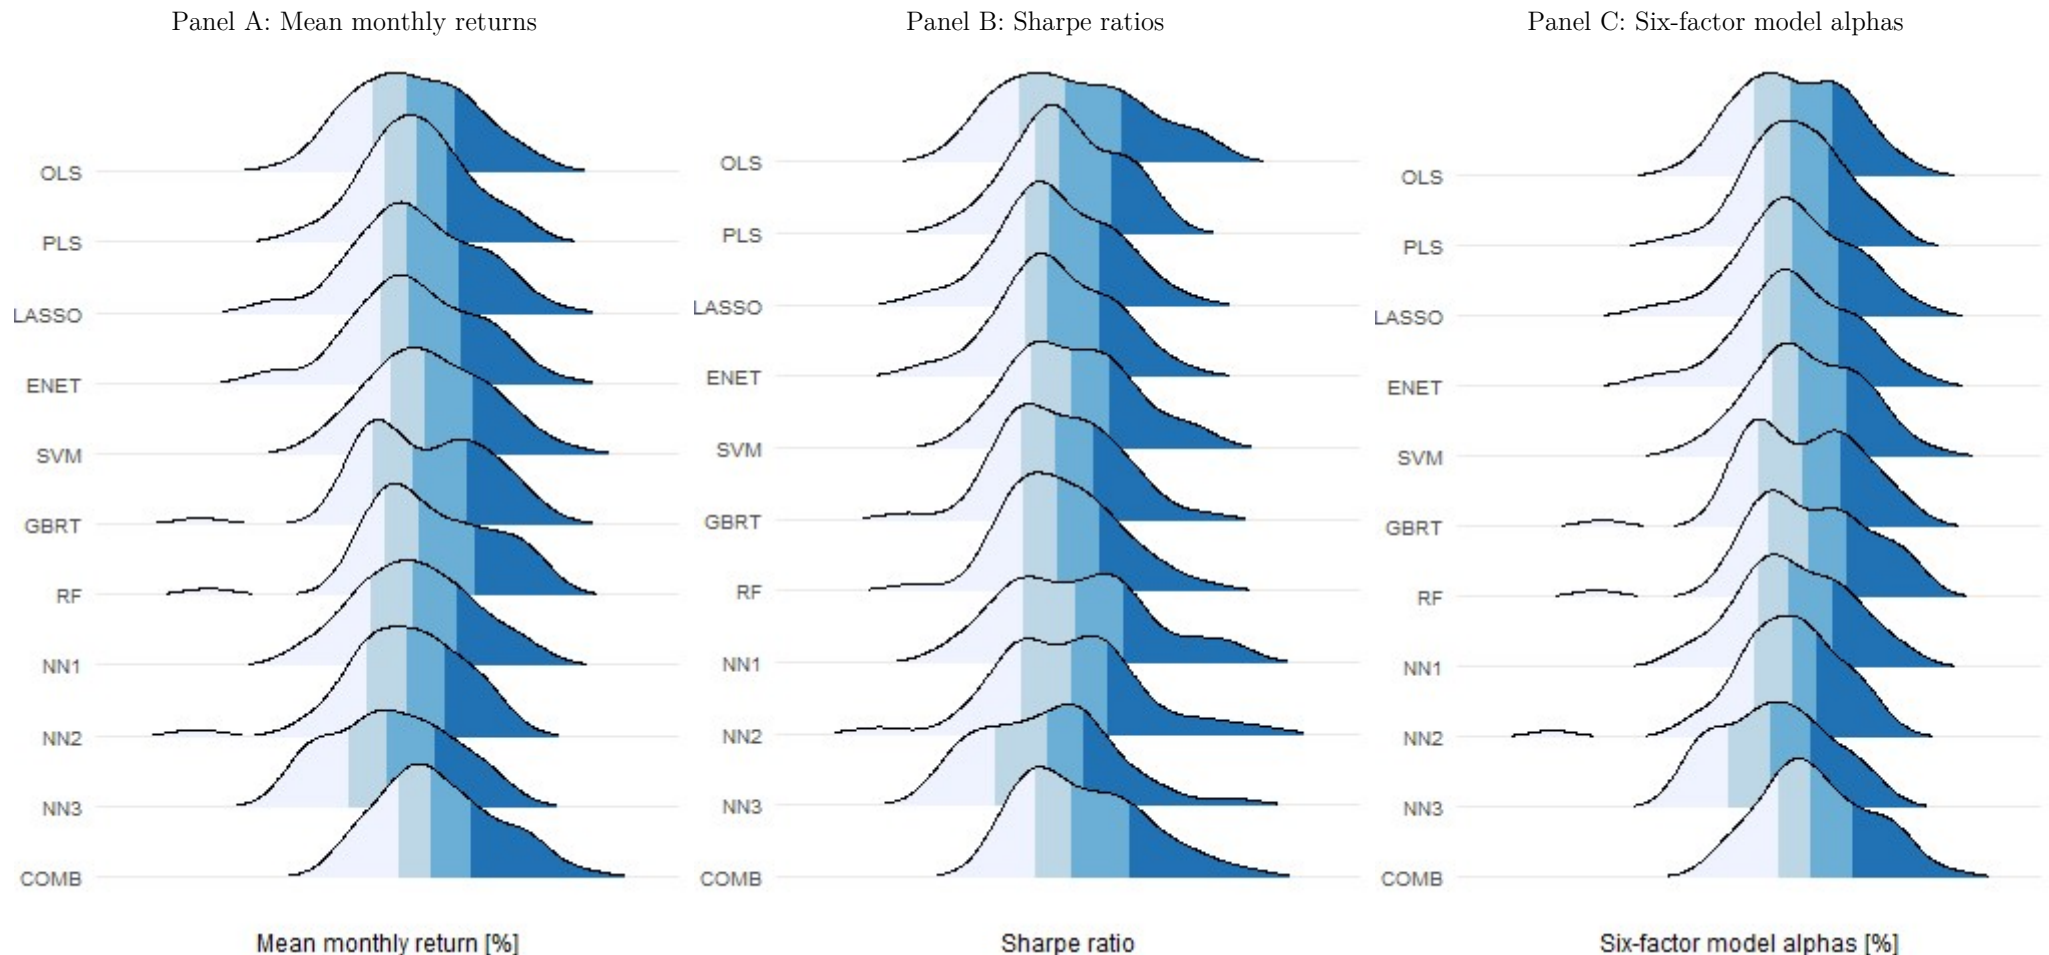 Panel A: Mean monthly returns
OLS
PLS
LASSO
ENET
SVM
GBRT
RF
NN1
NN2
NN3
COMB
Mean monthly return [%]
Panel B: Sharpe ratios
OLS
PLS
LASSO
ENET
SVM
GBRT
RF
NN1
NN2
NN3
COMB
Sharpe ratio
Panel C: Six-factor model alphas
OLS
PLS
LASSO
ENET
SVM
GBRT
RF
NN1
NN2
NN3
COMB
Six-factor model alphas [%]